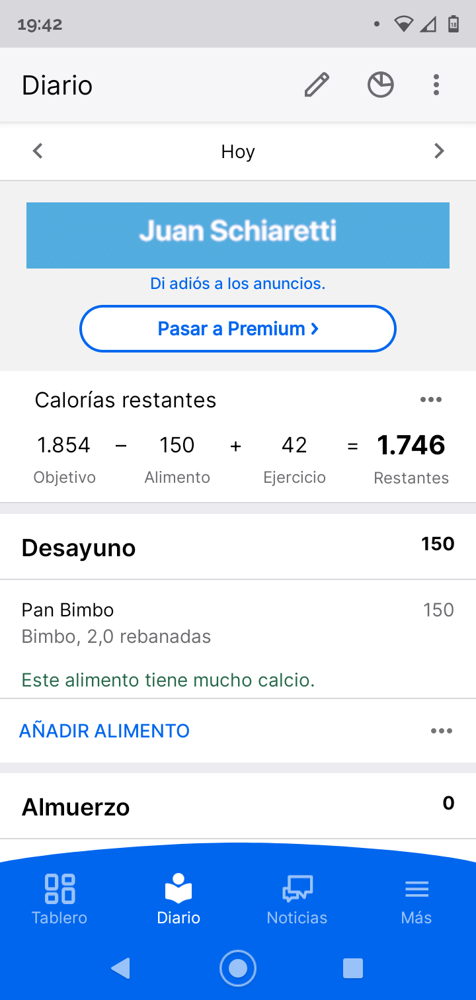 19:42
18
Diario
Hoy
Juan Schiaretti
Di adiós a los anuncios.
Pasar a Premium ›
Calorías restantes
1.854 − 150 + 42 = 1.746
Objetivo Alimento Ejercicio Restantes
Desayuno 150
Pan Bimbo 150
Bimbo, 2,0 rebanadas
Este alimento tiene mucho calcio.
AÑADIR ALIMENTO
Almuerzo 0
Tablero Diario Noticias Más